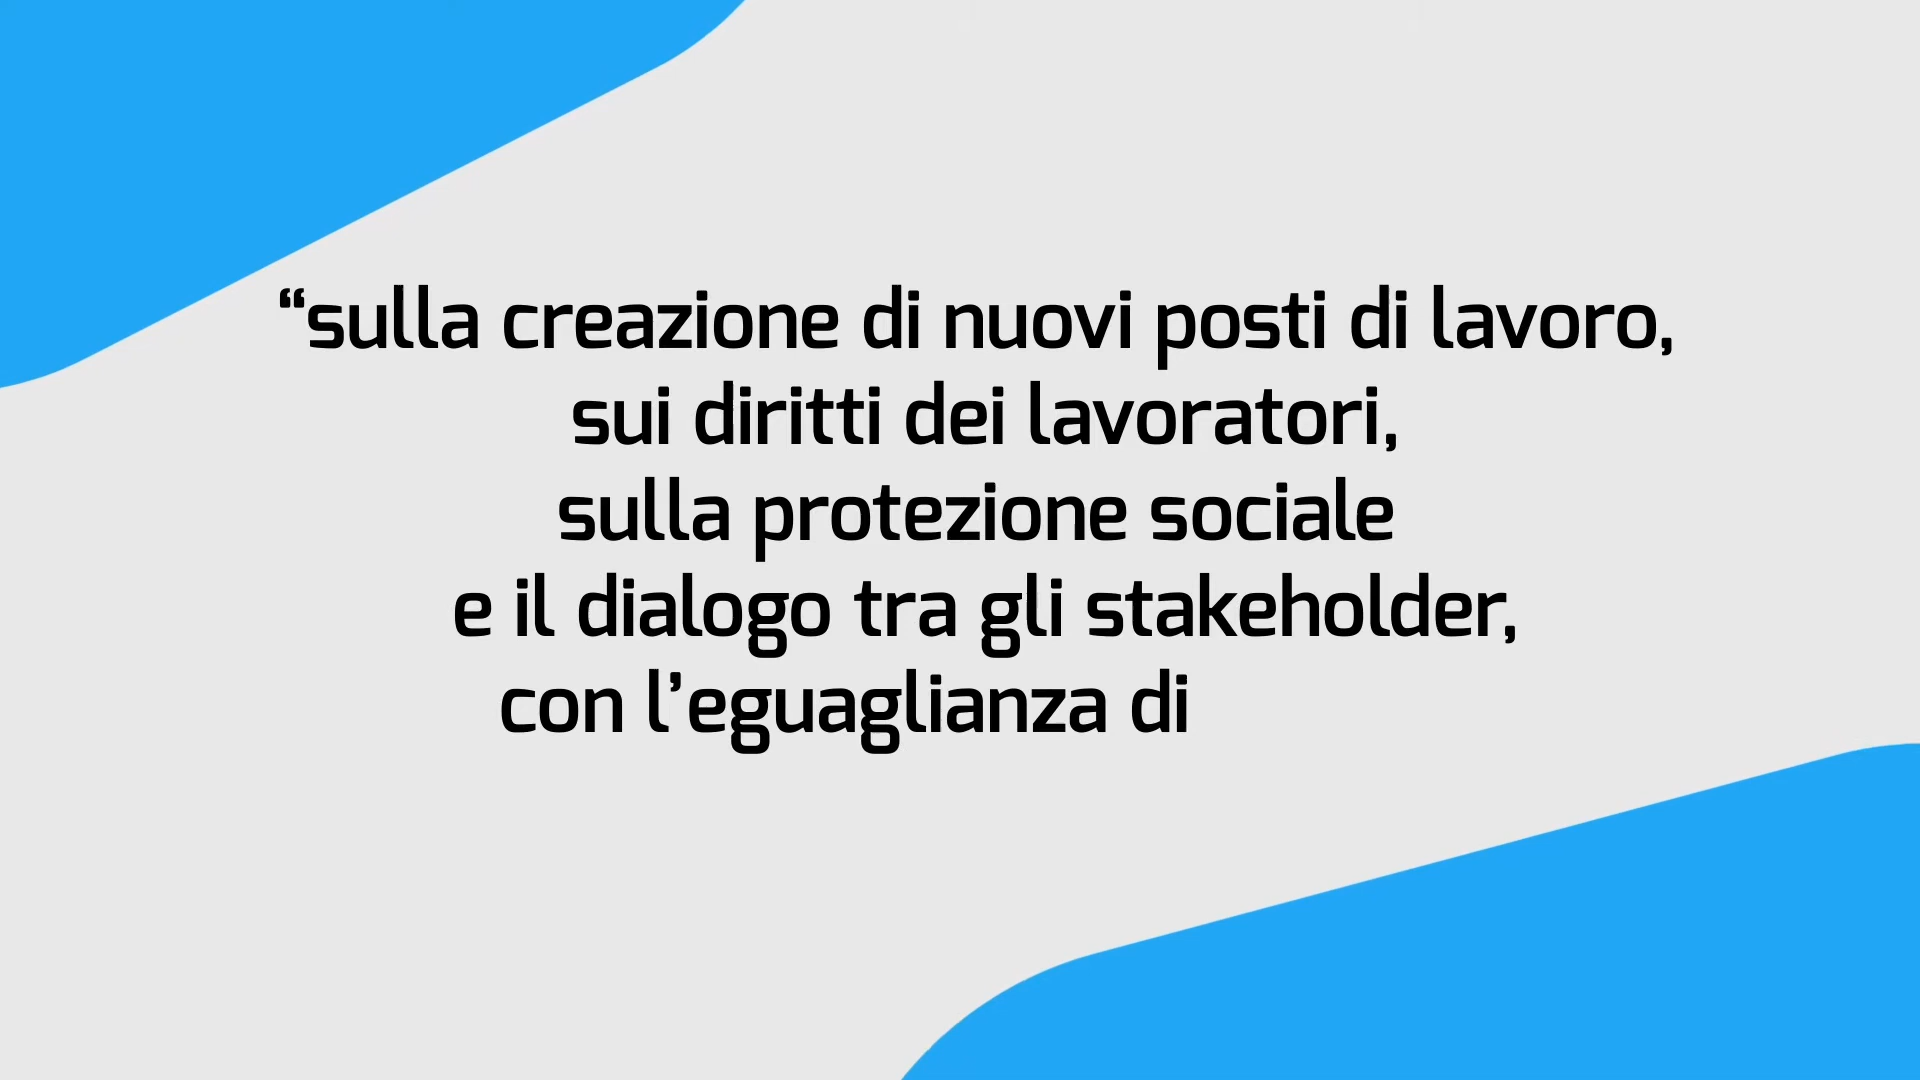 “sulla creazione di nuovi posti di lavoro,
sui diritti dei lavoratori,
sulla protezione sociale
e il dialogo tra gli stakeholder,
con l’eguaglianza di